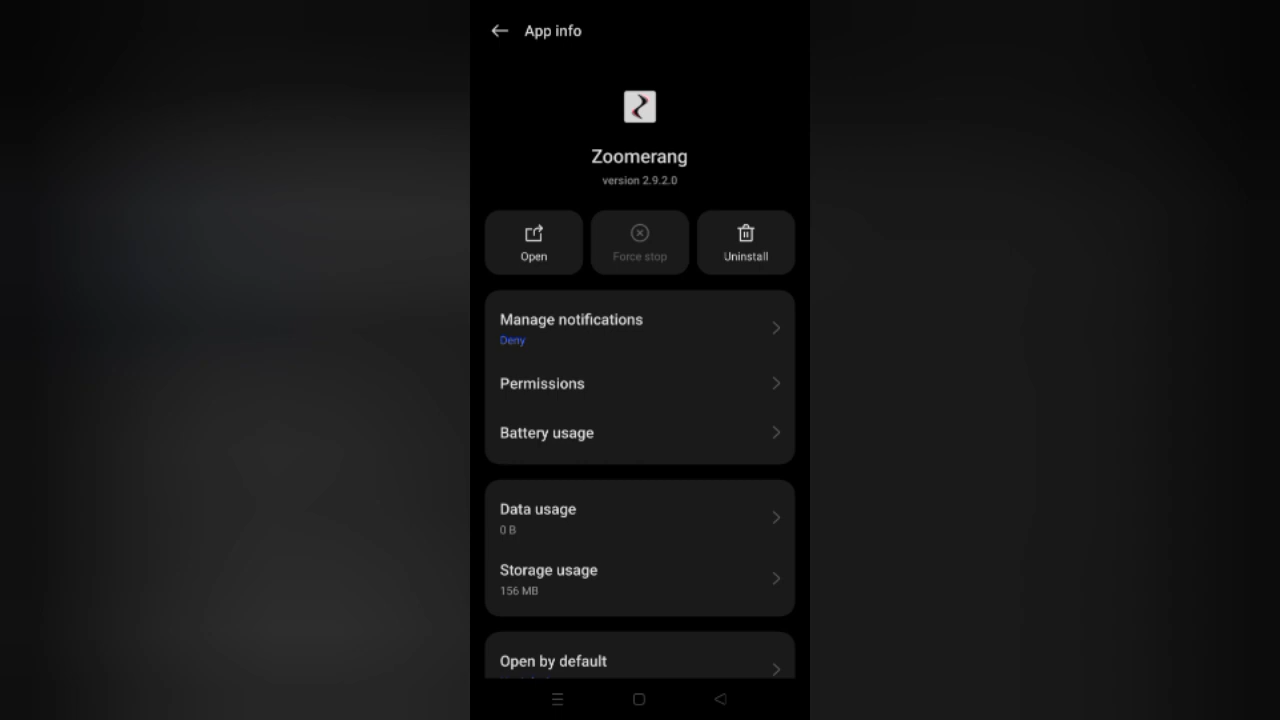 App info
Zoomerang
version 2.9.2.0
Open
Force stop
Uninstall
Manage notifications
Deny
Permissions
Battery usage
Data usage
0 B
Storage usage
156 MB
Open by default